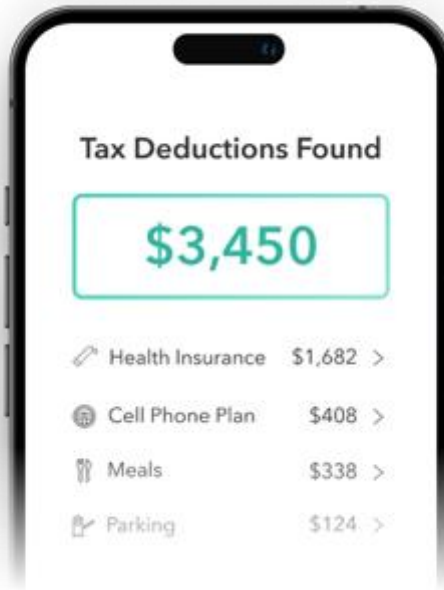 Tax Deductions Found
$3,450
Health Insurance $1,682 >
Cell Phone Plan $408 >
Meals $338 >
Parking $124 >